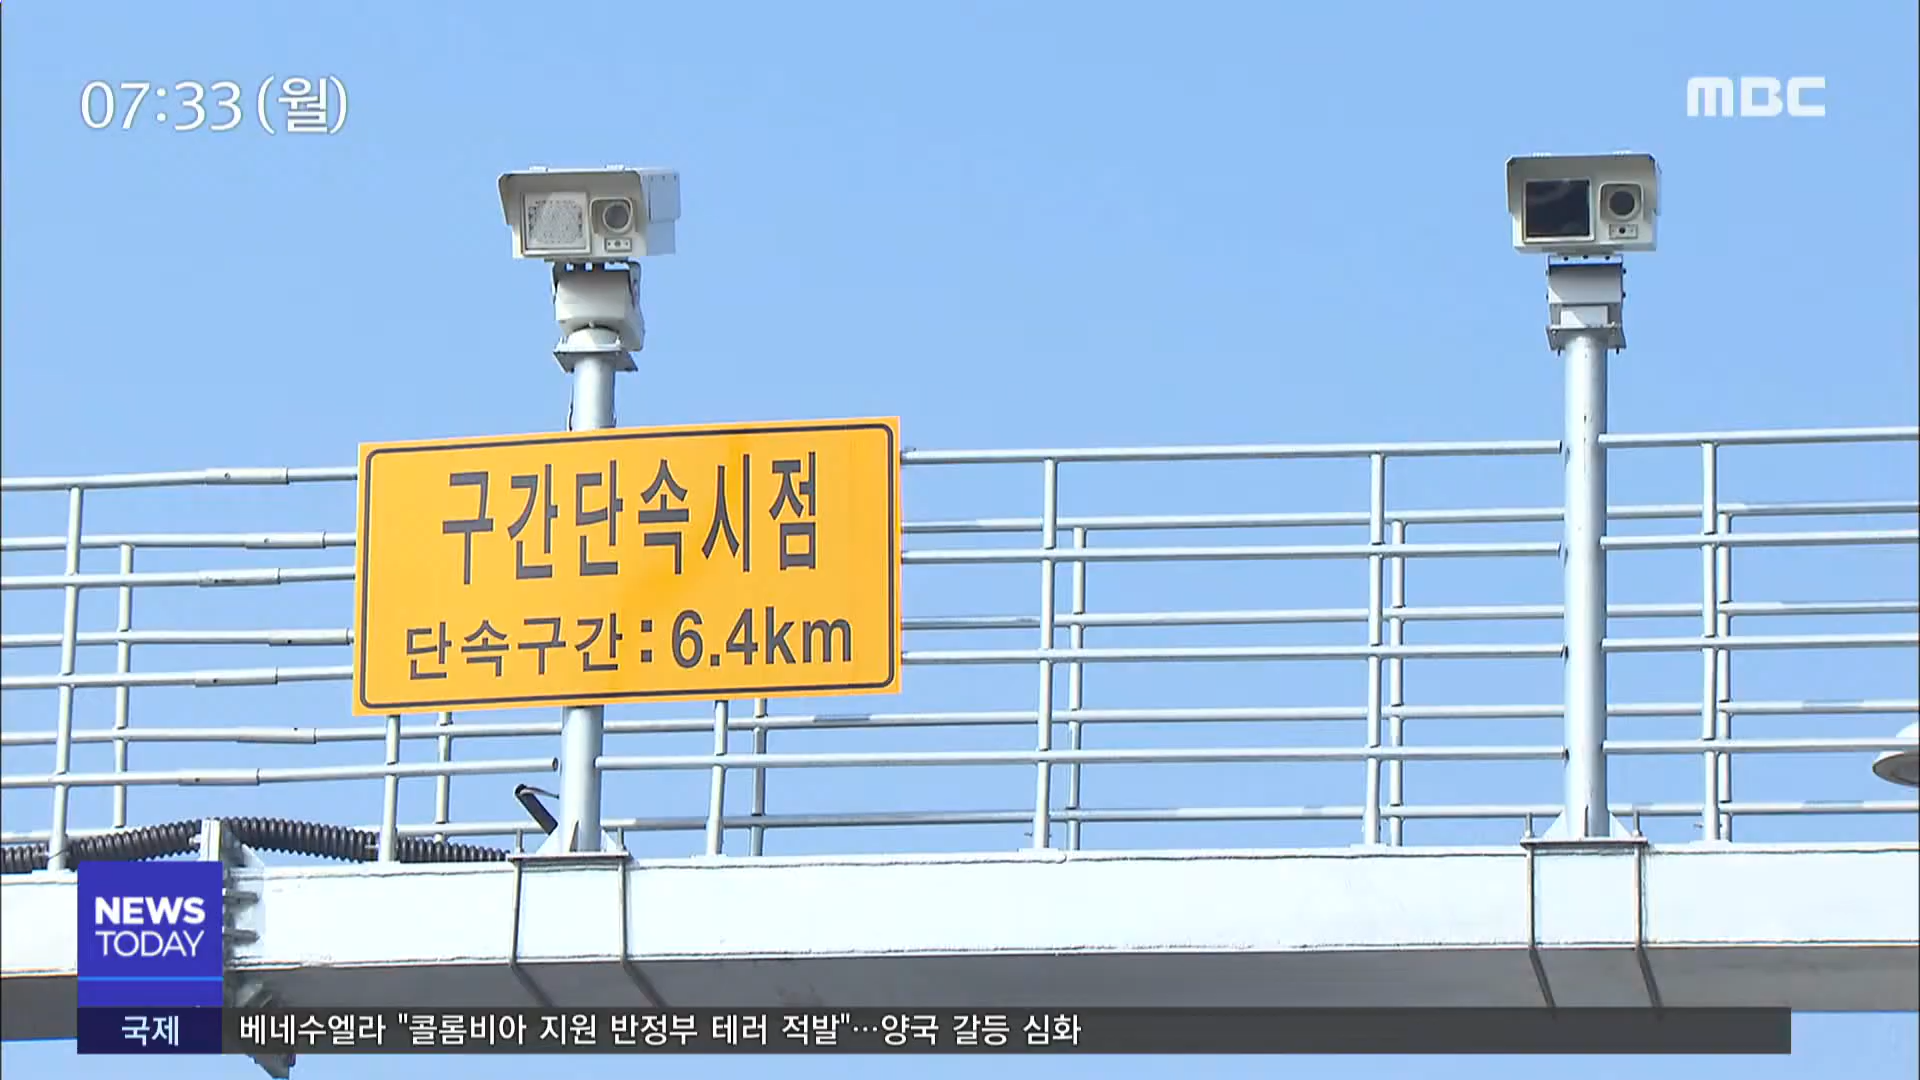 07:33 (월)
MBC
구간단속시점
단속구간 : 6.4km
NEWS
TODAY
국제
베네수엘라 "콜롬비아 지원 반정부 테러 적발"…양국 갈등 심화